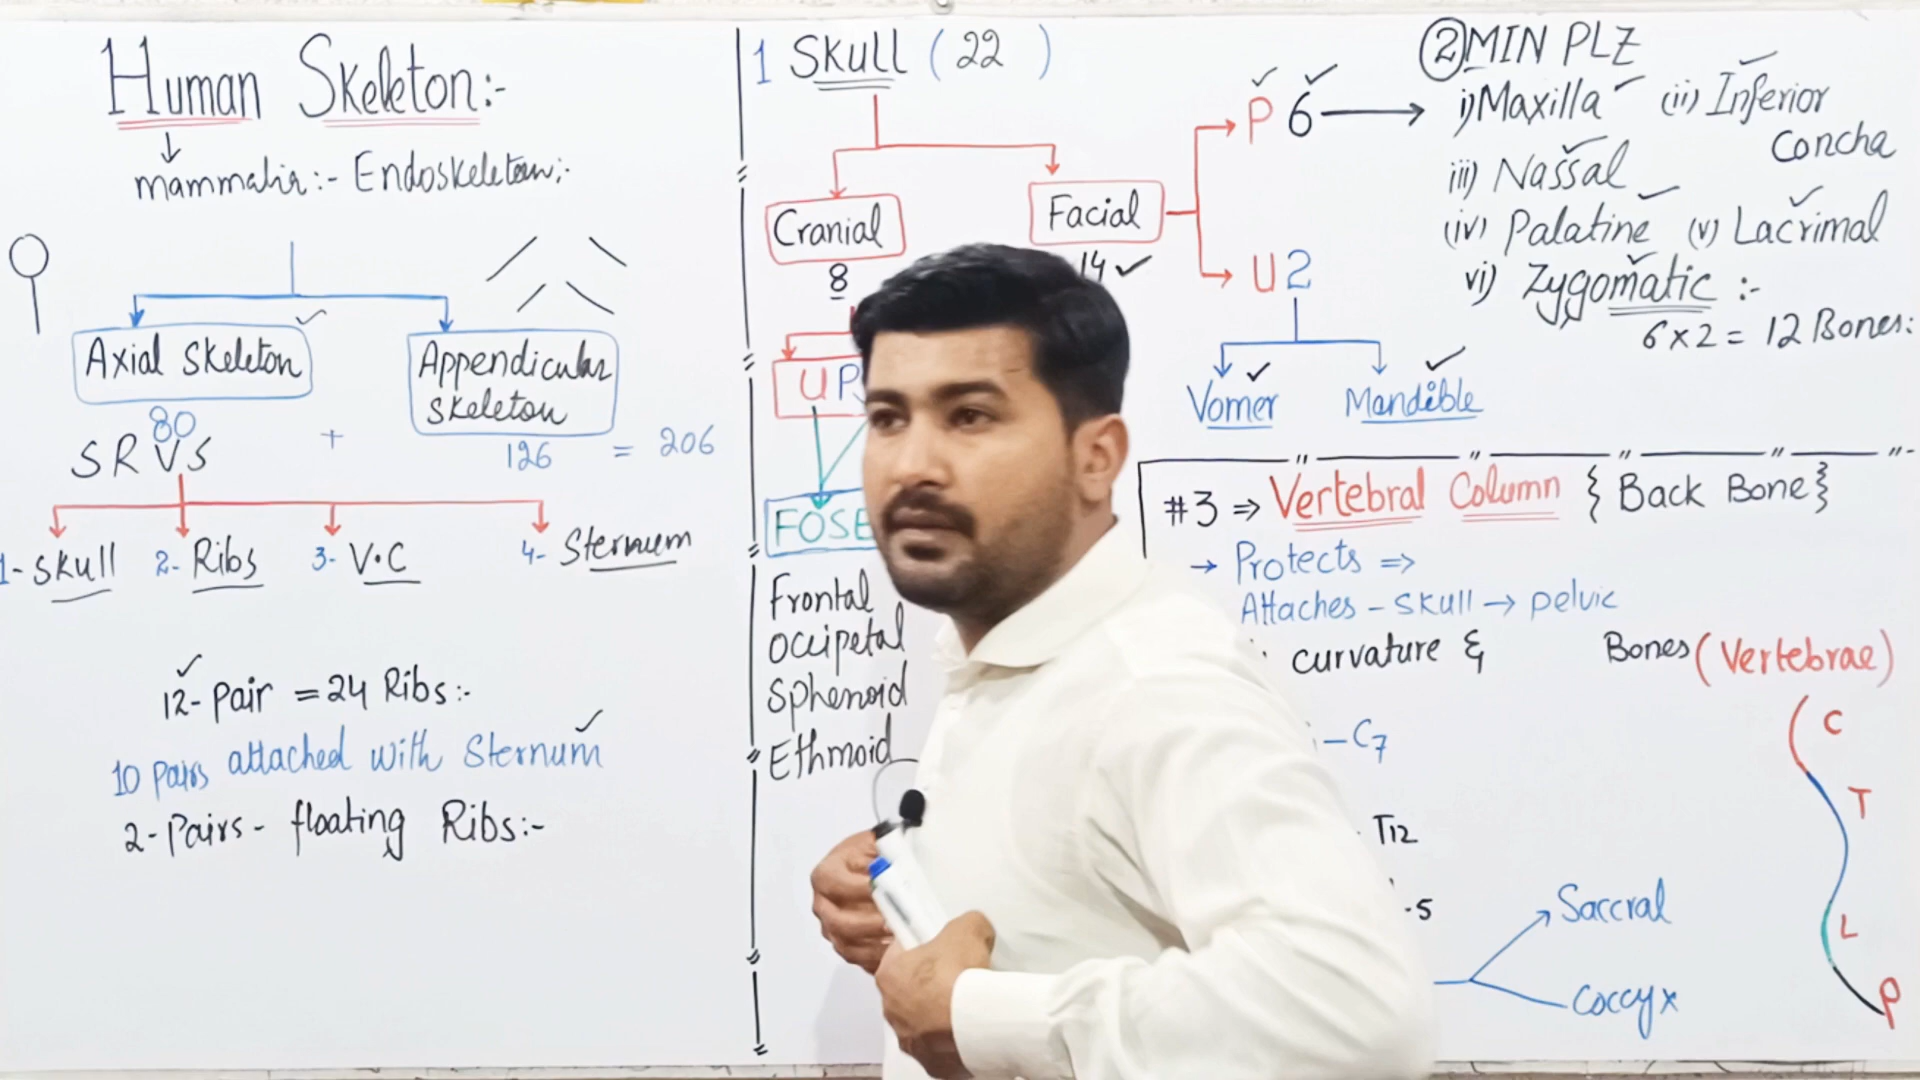 Human Skeleton:-
mammalia:- Endoskeleton:-
Axial Skeleton
80
Appendicular
Skeleton
126
+
= 206
S R V S
1- Skull 2- Ribs 3- V.C 4- Sternum
12- Pair = 24 Ribs:-
10 Pairs attached with Sternum
2-Pairs- floating Ribs:-
1 Skull (22)
Cranial
8
Facial
14
U P
FOSE
Frontal
Occipetal
Sphenoid
Ethmoid
P 6
U 2
Vomer
Mandible
② MIN PLZ
i) Maxilla (ii) Inferior
Concha
iii) Nassal
(iv) Palatine (v) Lacrimal
vi) Zygomatic :-
6 x 2 = 12 Bones:
#3 ⇒ Vertebral Column { Back Bone }
→ Protects ⇒
Attaches - Skull → pelvic
curvature & Bones (Vertebrae)
- C7
T12
-5
Saccral
Coccyx
C
T
L
P